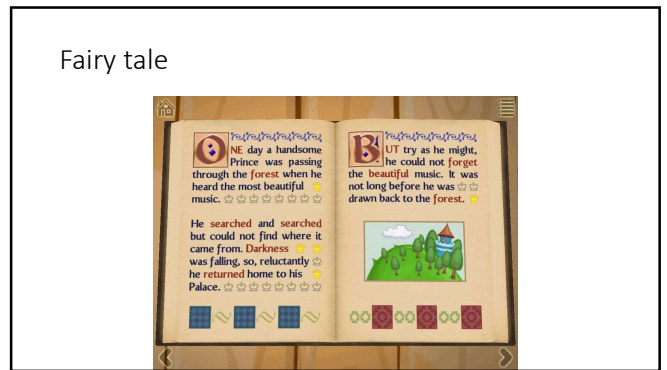 Fairy tale
ONE day a handsome
Prince was passing
through the forest when he
heard the most beautiful
music.
He searched and searched
but could not find where it
came from. Darkness
was falling, so, reluctantly
he returned home to his
Palace.
BUT try as he might,
he could not forget
the beautiful music. It was
not long before he was
drawn back to the forest.